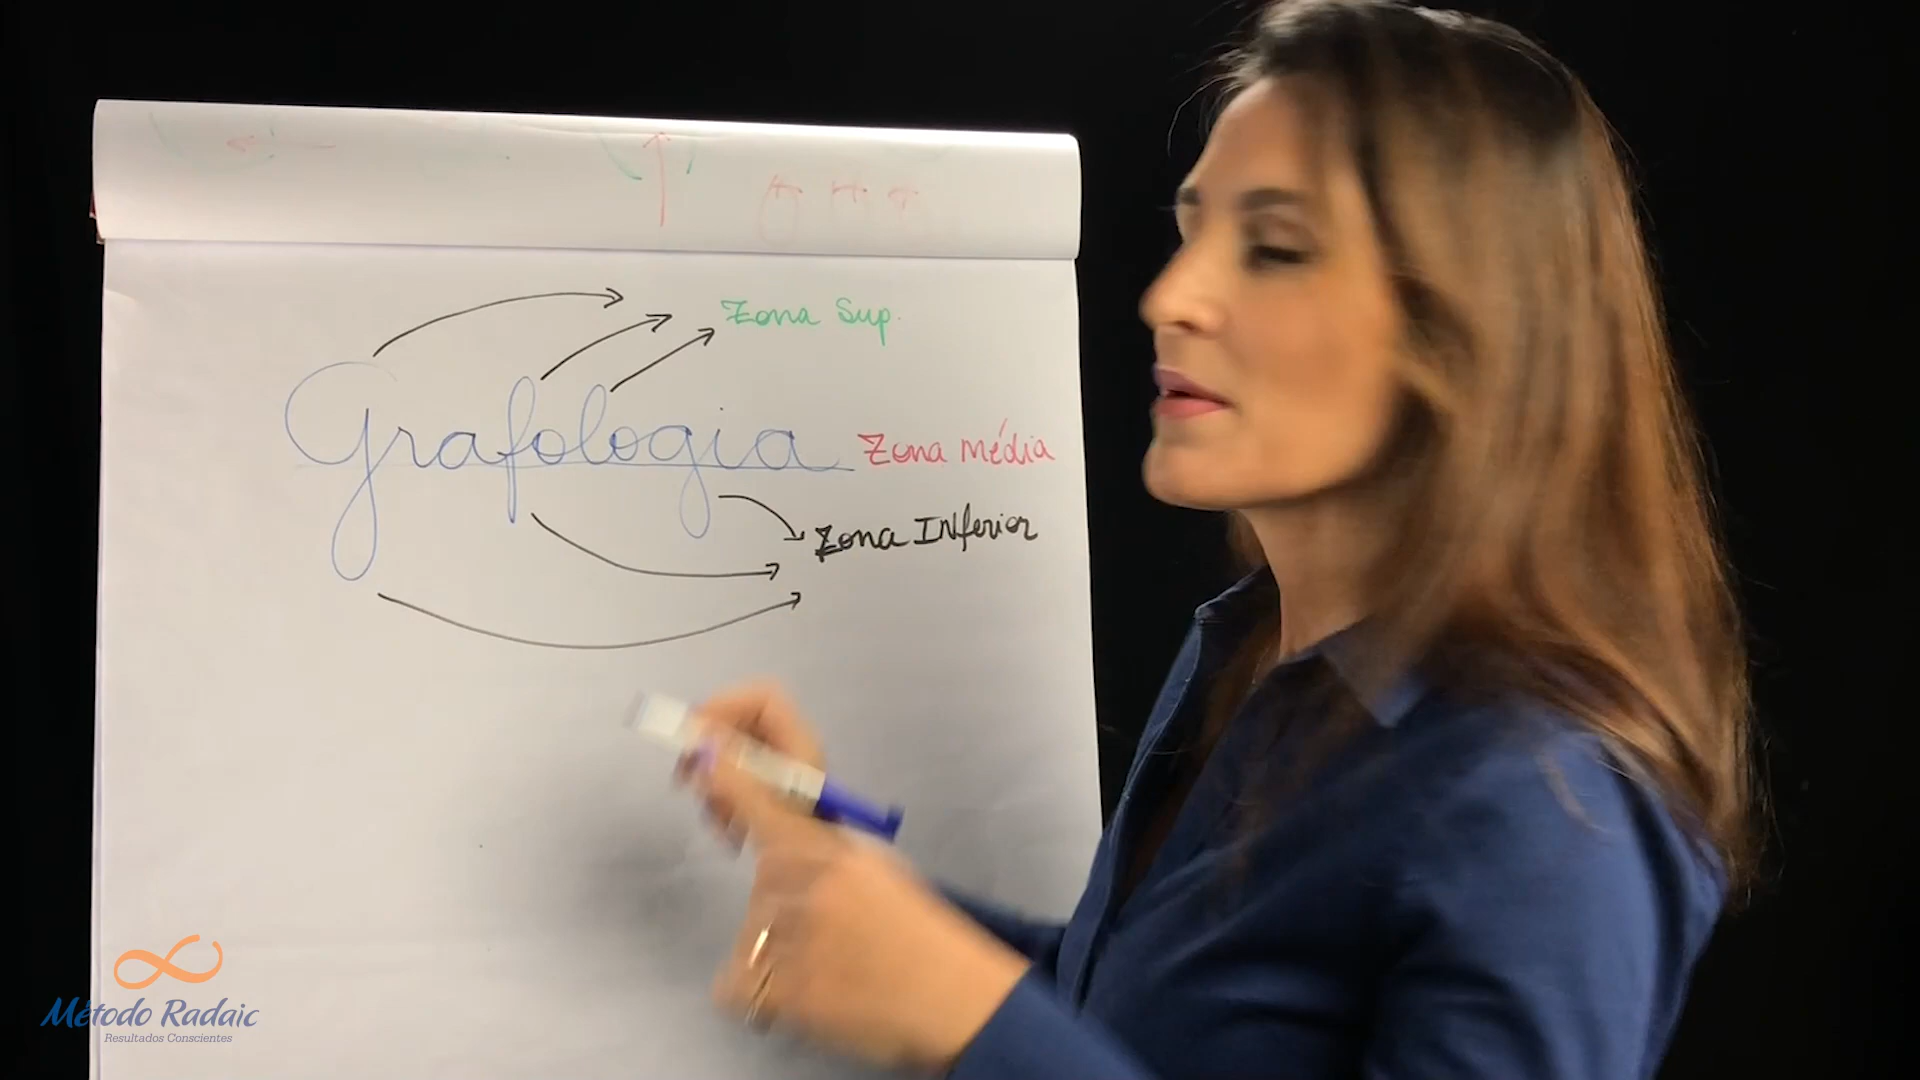 Zona Sup.
Grafologia
Zona Média
Zona INferior
Método Radaic
Resultados Conscientes